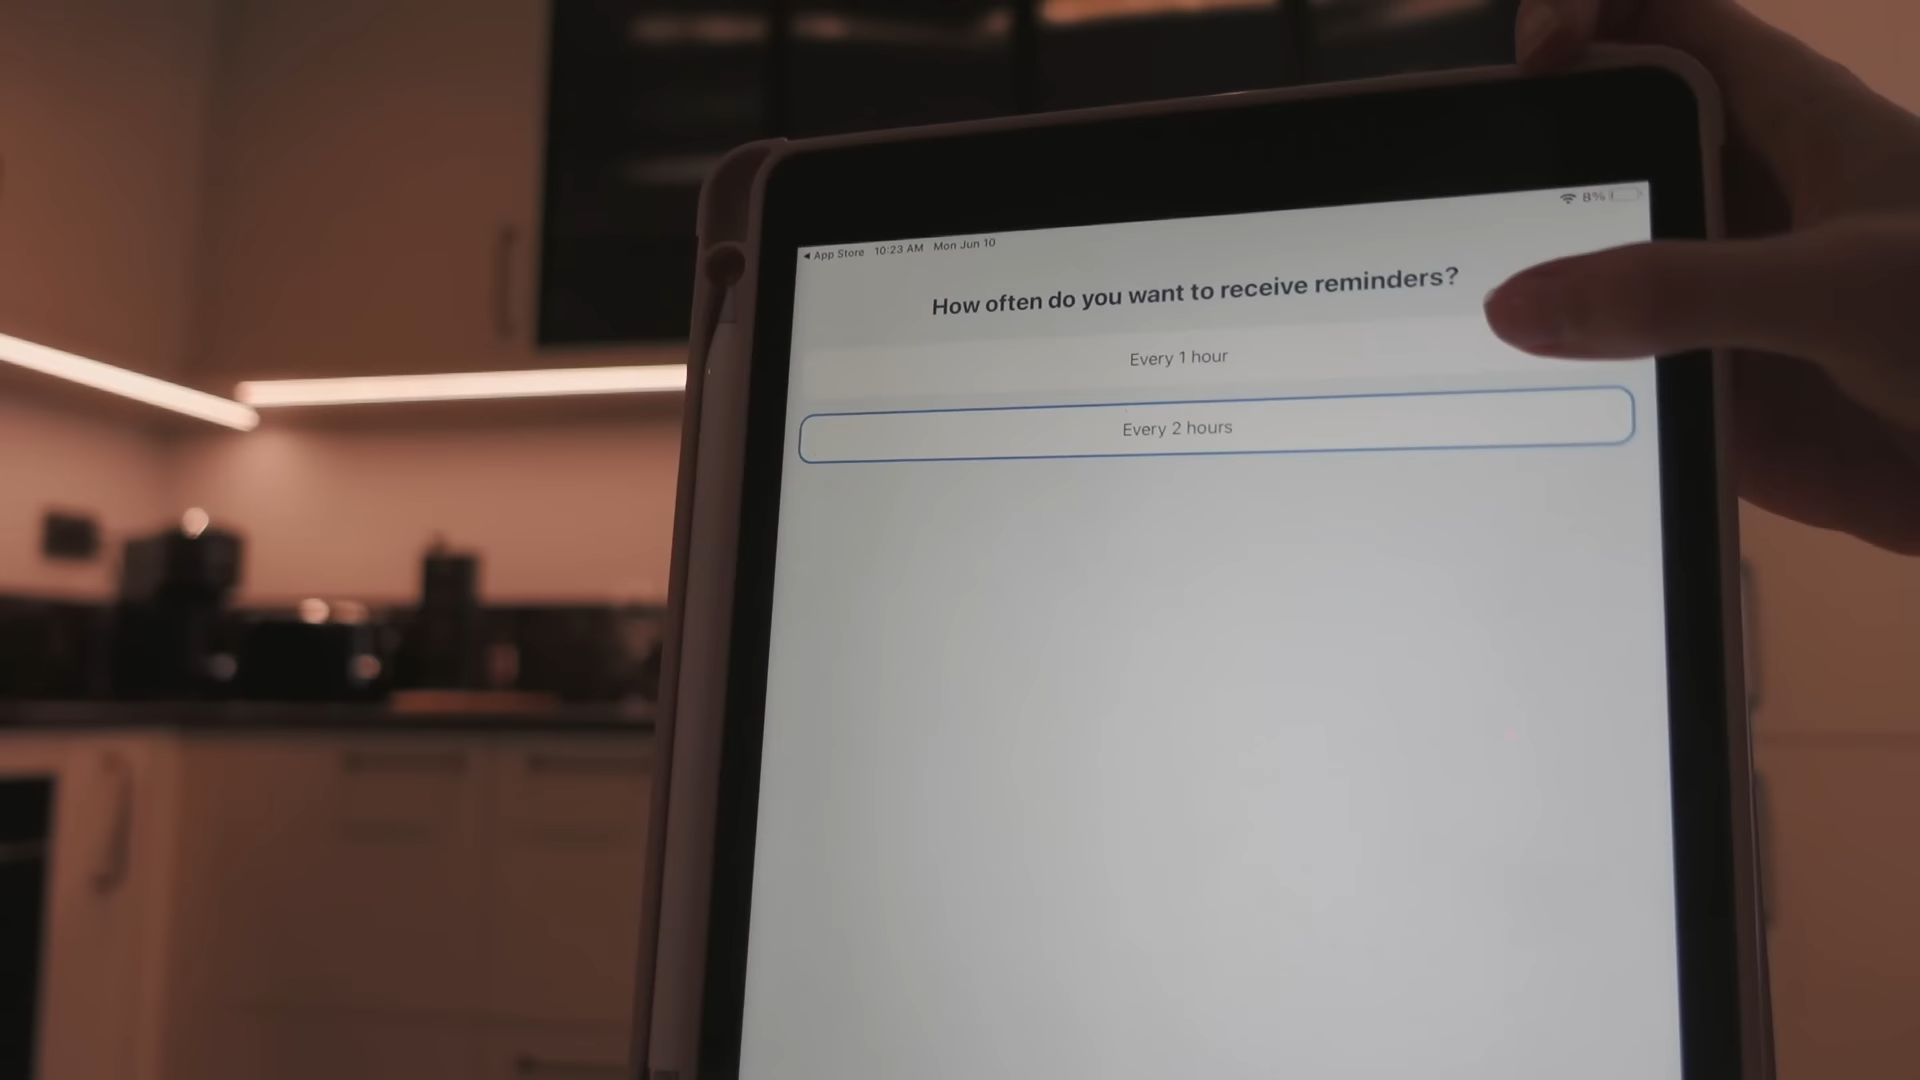 ◀ App Store 10:23 AM Mon Jun 10
8%
How often do you want to receive reminders?
Every 1 hour
Every 2 hours